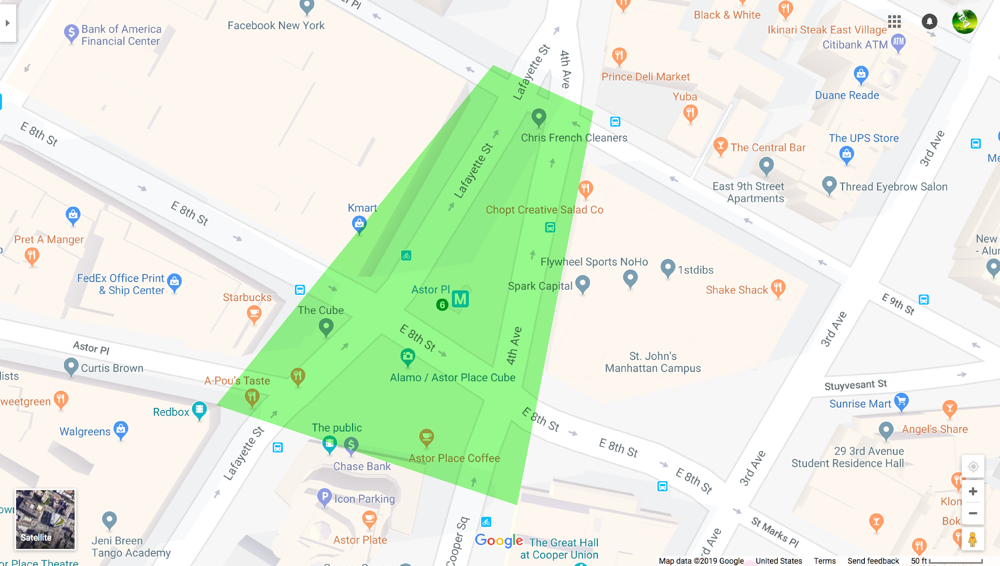 er Pl
Black & White
Facebook New York
Bank of America
Financial Center
Ikinari Steak East Village
Citibank ATM
ATM
Lafayette St
4th Ave
Prince Deli Market
Duane Reade
Yuba
E 8th St
Chris French Cleaners
The UPS Store
The Central Bar
3rd Ave
Me
Lafayette St
East 9th Street
Apartments
Thread Eyebrow Salon
Kmart
Chopt Creative Salad Co
E 8th St
Pret A Manger
New
- Alu
Flywheel Sports NoHo
1stdibs
FedEx Office Print
& Ship Center
Spark Capital
Astor Pl
M
6
Shake Shack
Starbucks
The Cube
E 9th St
3rd Ave
E 8th St
4th Ave
Astor Pl
St. John's
Manhattan Campus
Curtis Brown
lists
Alamo / Astor Place Cube
A-Pou's Taste
Stuyvesant St
weetgreen
Sunrise Mart
Redbox
E 8th St
The public
Walgreens
Angel's Share
Lafayette St
E 8th St
Astor Place Coffee
29 3rd Avenue
Student Residence Hall
Chase Bank
3rd Ave
E 8th St
P
Icon Parking
Klon
own
Boka
St Marks Pl
Satellite
Astor Plate
Cooper Sq
Google
The Great Hall
at Cooper Union
3rd Ave
Jeni Breen
Tango Academy
or Place Theatre
Map data ©2019 Google United States Terms Send feedback 50 ft